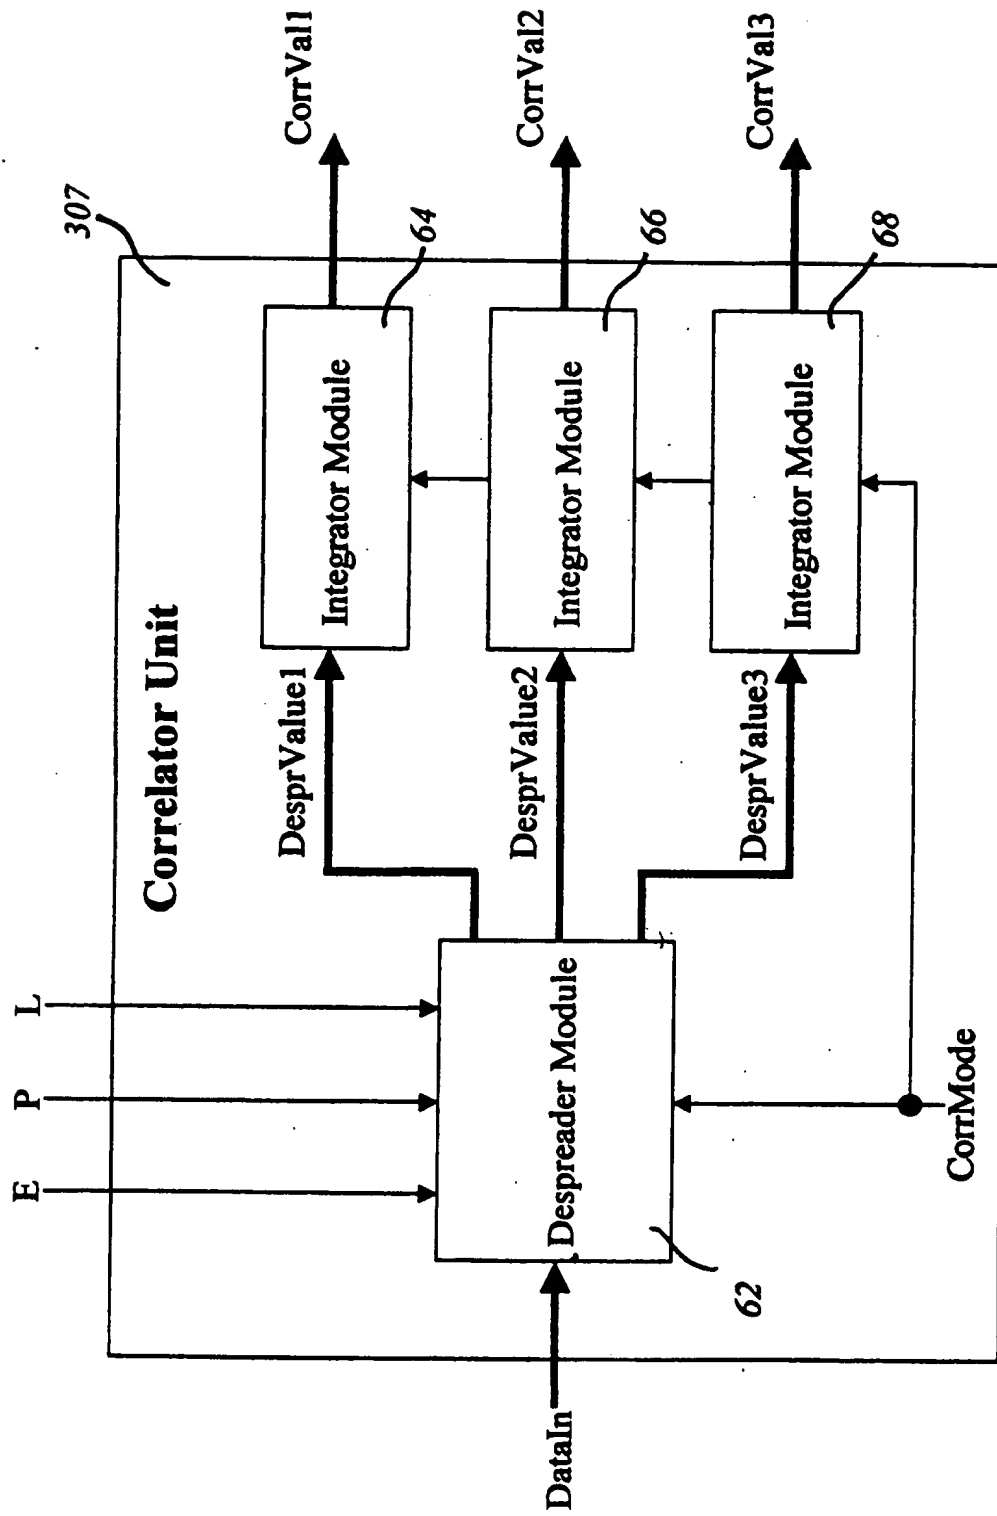 307
Correlator Unit
E
P
L
DataIn
Despreader Module
62
DesprValue1
DesprValue2
DesprValue3
Integrator Module
64
Integrator Module
66
Integrator Module
68
CorrVal1
CorrVal2
CorrVal3
CorrMode